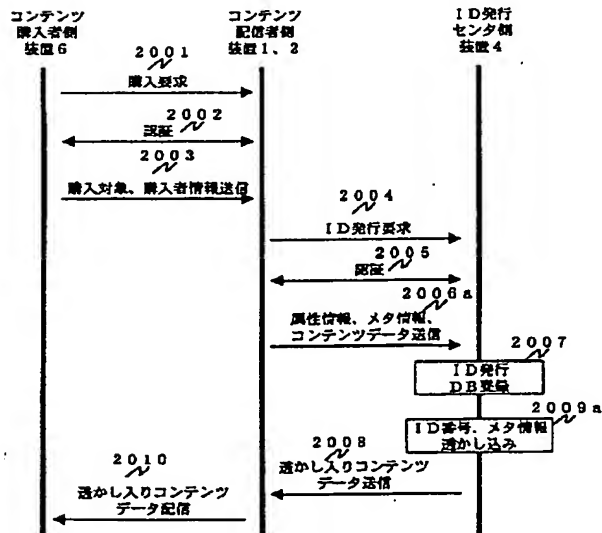 コンテンツ
購入者側
装置6
コンテンツ
配信者側
装置1、2
ID発行
センタ側
装置4
2001
購入要求
2002
認証
2003
購入対象、購入者情報送信
2004
ID発行要求
2005
認証
2006a
属性情報、メタ情報、
コンテンツデータ送信
2007
ID発行
DB登録
2009a
ID番号、メタ情報
透かし込み
2008
透かし入りコンテンツ
データ送信
2010
透かし入りコンテンツ
データ配信